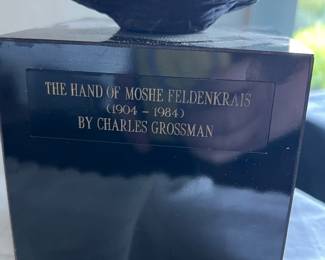 THE HAND OF MOSHE FELDENKRAIS
(1904 - 1984)
BY CHARLES GROSSMAN